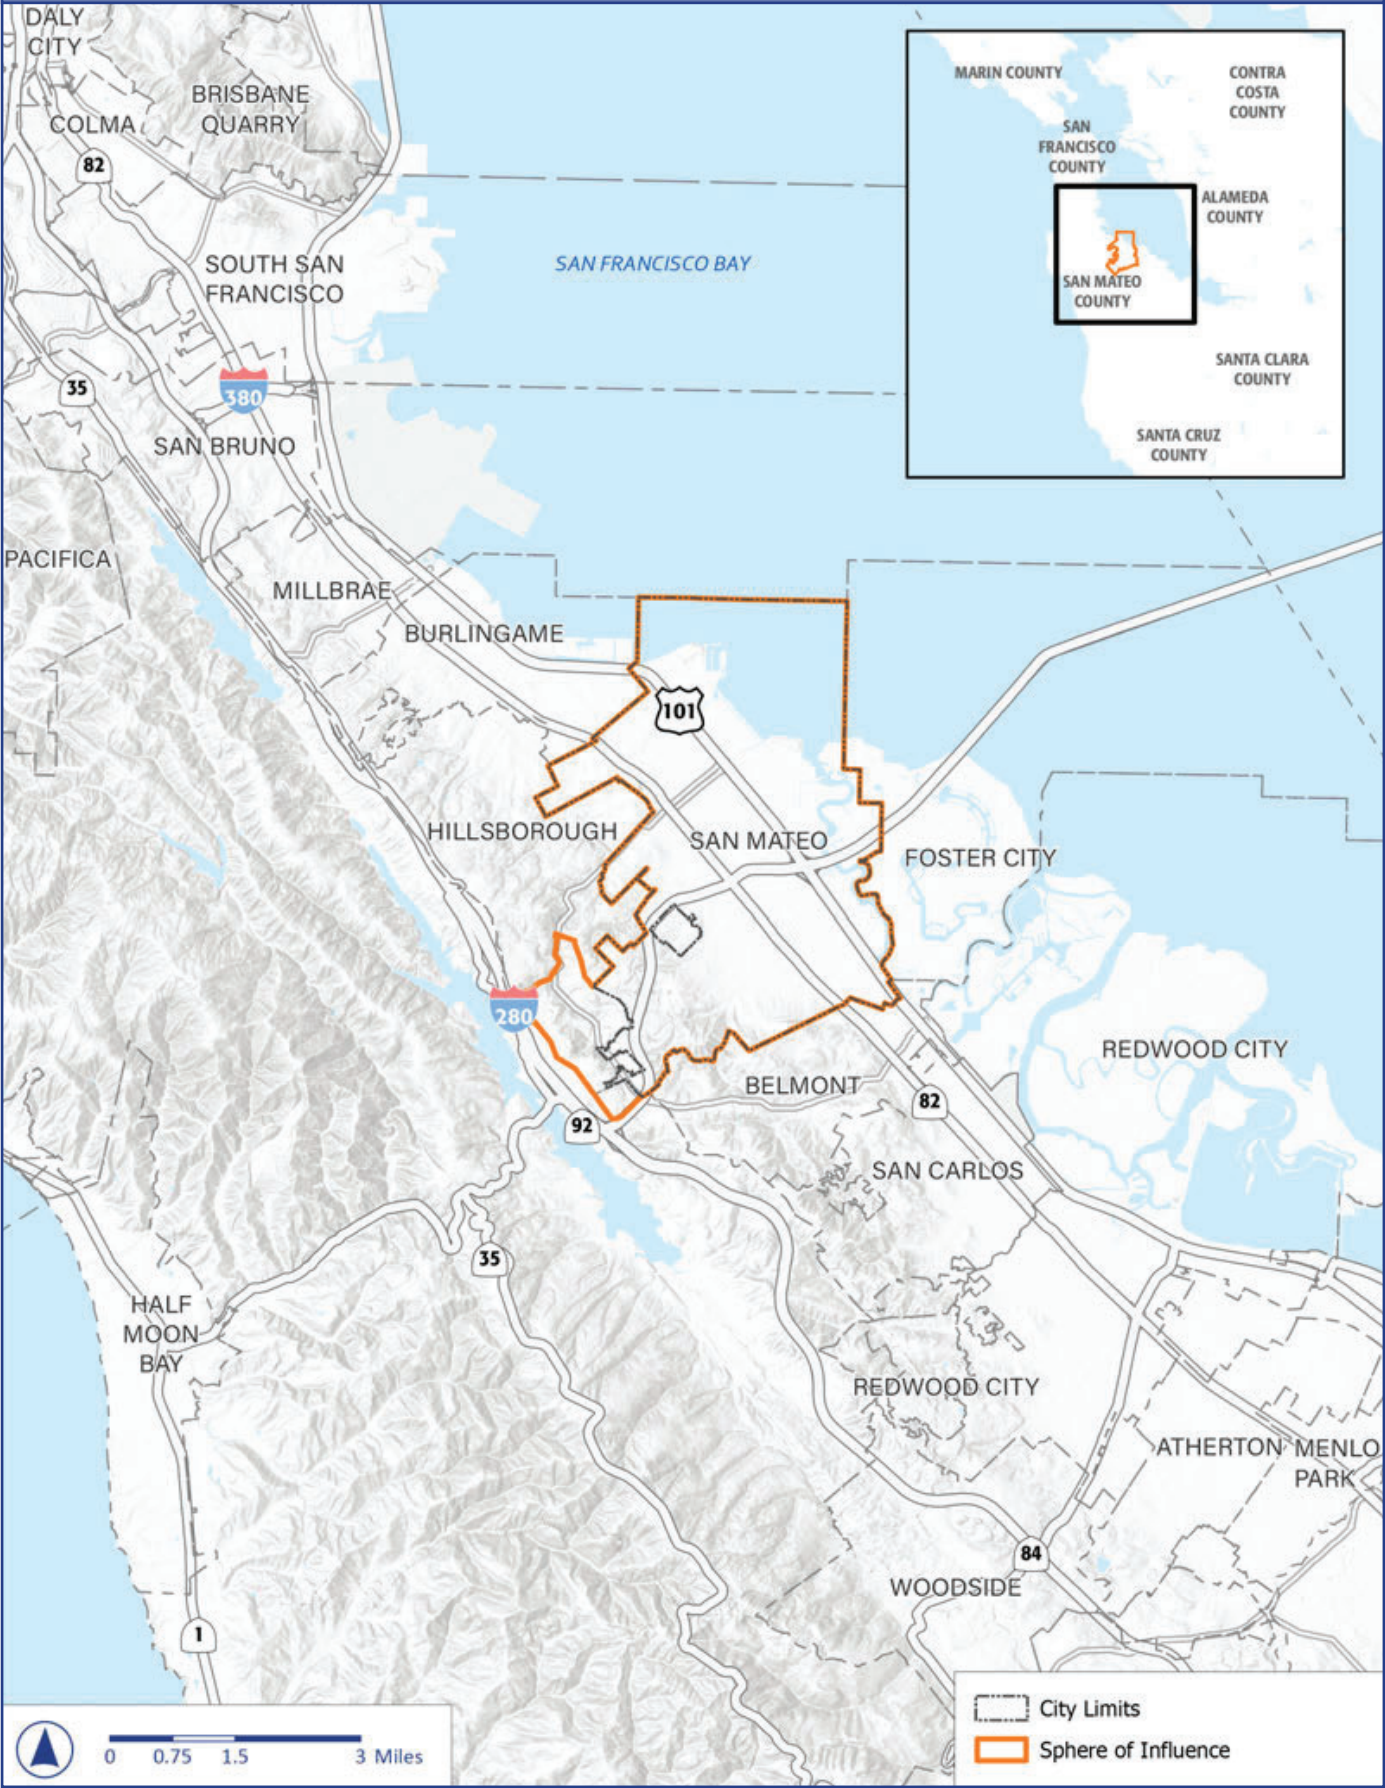 DALY
CITY
BRISBANE
QUARRY
COLMA
82
SOUTH SAN
FRANCISCO
SAN FRANCISCO BAY
MARIN COUNTY
CONTRA
COSTA
COUNTY
SAN
FRANCISCO
COUNTY
ALAMEDA
COUNTY
SAN MATEO
COUNTY
SANTA CLARA
COUNTY
SANTA CRUZ
COUNTY
35
380
SAN BRUNO
PACIFICA
MILLBRAE
BURLINGAME
101
HILLSBOROUGH
SAN MATEO
FOSTER CITY
280
REDWOOD CITY
BELMONT
82
92
SAN CARLOS
35
HALF
MOON
BAY
REDWOOD CITY
ATHERTON
MENLO
PARK
84
WOODSIDE
1
City Limits
Sphere of Influence
0 0.75 1.5 3 Miles